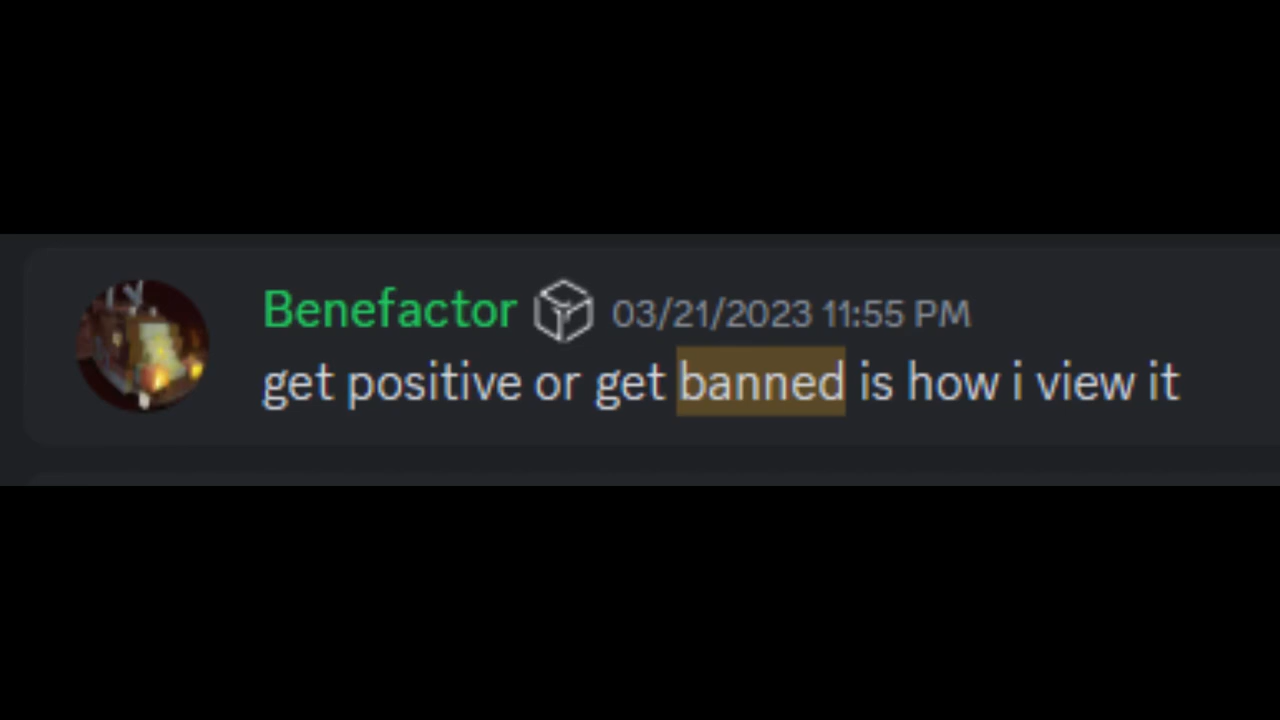 Benefactor 03/21/2023 11:55 PM
get positive or get banned is how i view it